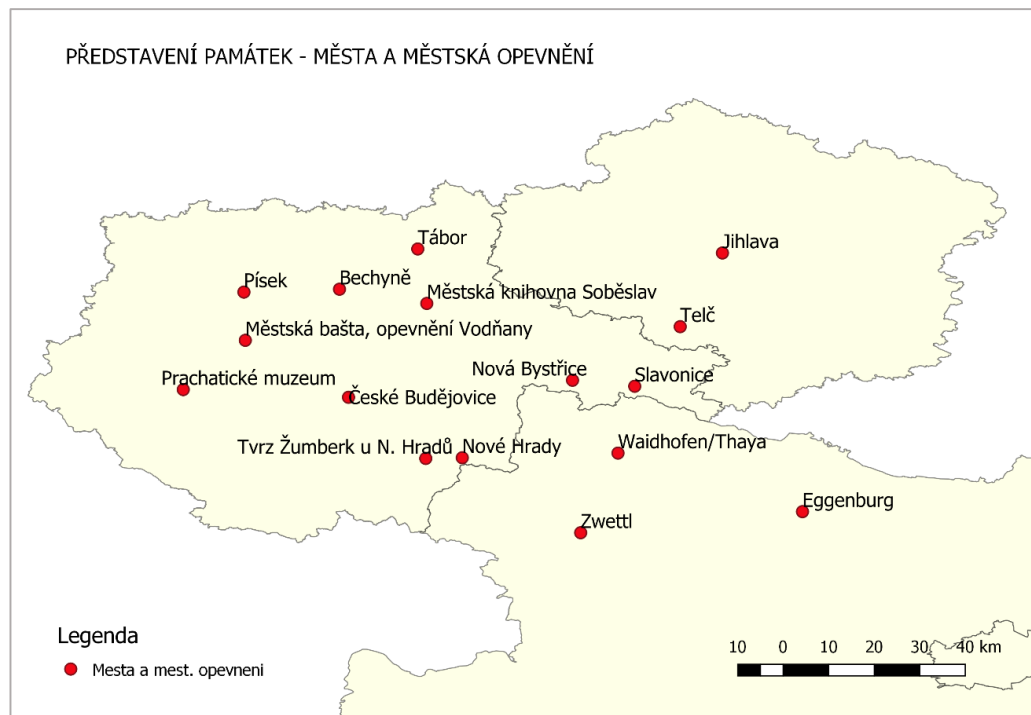 PŘEDSTAVENÍ PAMÁTEK - MĚSTA A MĚSTSKÁ OPEVNĚNÍ
Tábor
Jihlava
Písek
Bechyně
Městská knihovna Soběslav
Telč
Městská bašta, opevnění Vodňany
Nová Bystřice
Slavonice
Prachatické muzeum
České Budějovice
Tvrz Žumberk u N. Hradů
Nové Hrady
Waidhofen/Thaya
Eggenburg
Zwettl
Legenda
Mesta a mest. opevneni
10 0 10 20 30 40 km